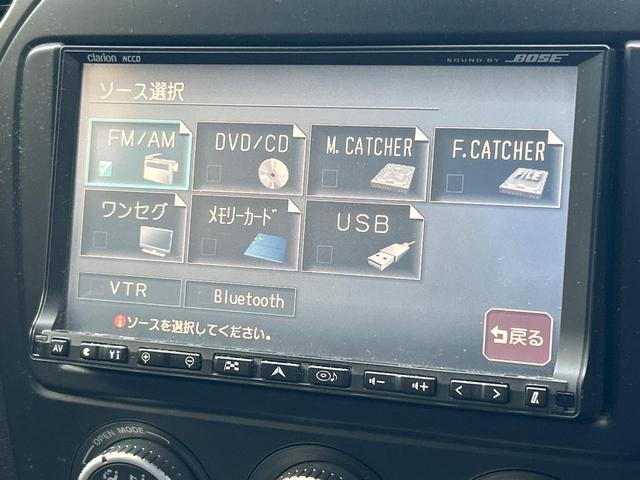 clarion NCCD SOUND BY BOSE
ソース選択
FM/AM DVD/CD M.CATCHER F.CATCHER
FILE
ワンセグ メモリーカード USB
VTR Bluetooth
iソースを選択してください。
戻る
AV
OPEN MODE